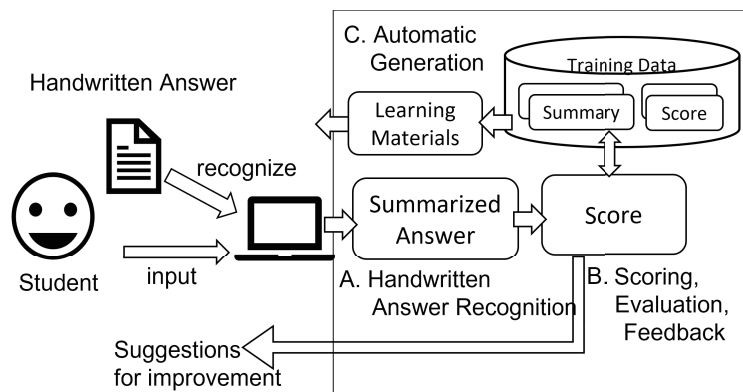 C. Automatic
Generation
Training Data
Summary
Score
Learning
Materials
Handwritten Answer
recognize
Student
input
Summarized
Answer
Score
A. Handwritten
Answer Recognition
B. Scoring,
Evaluation,
Feedback
Suggestions
for improvement